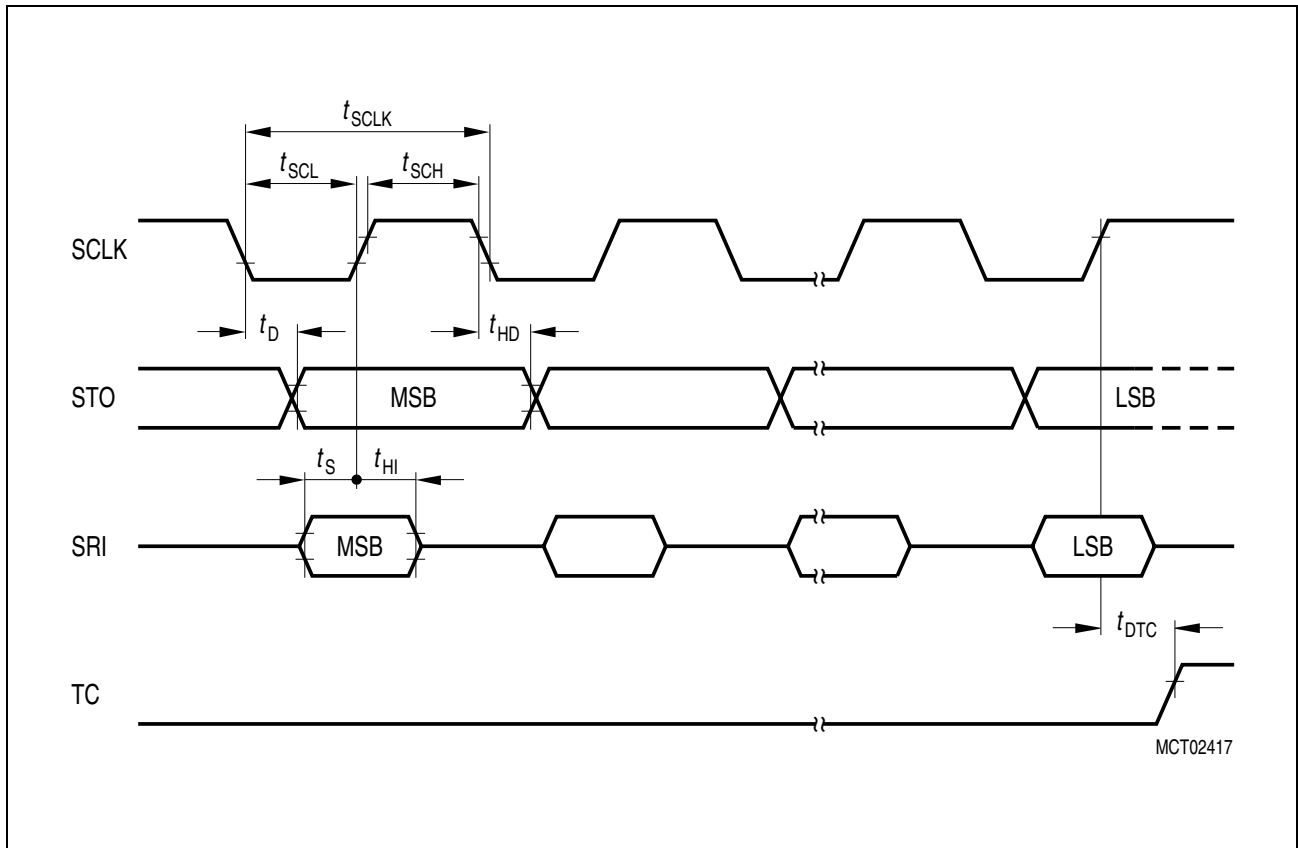 tSCLK
tSCL tSCH
SCLK
tD tHD
STO MSB LSB
tS tHI
SRI MSB LSB
tDTC
TC
MCT02417